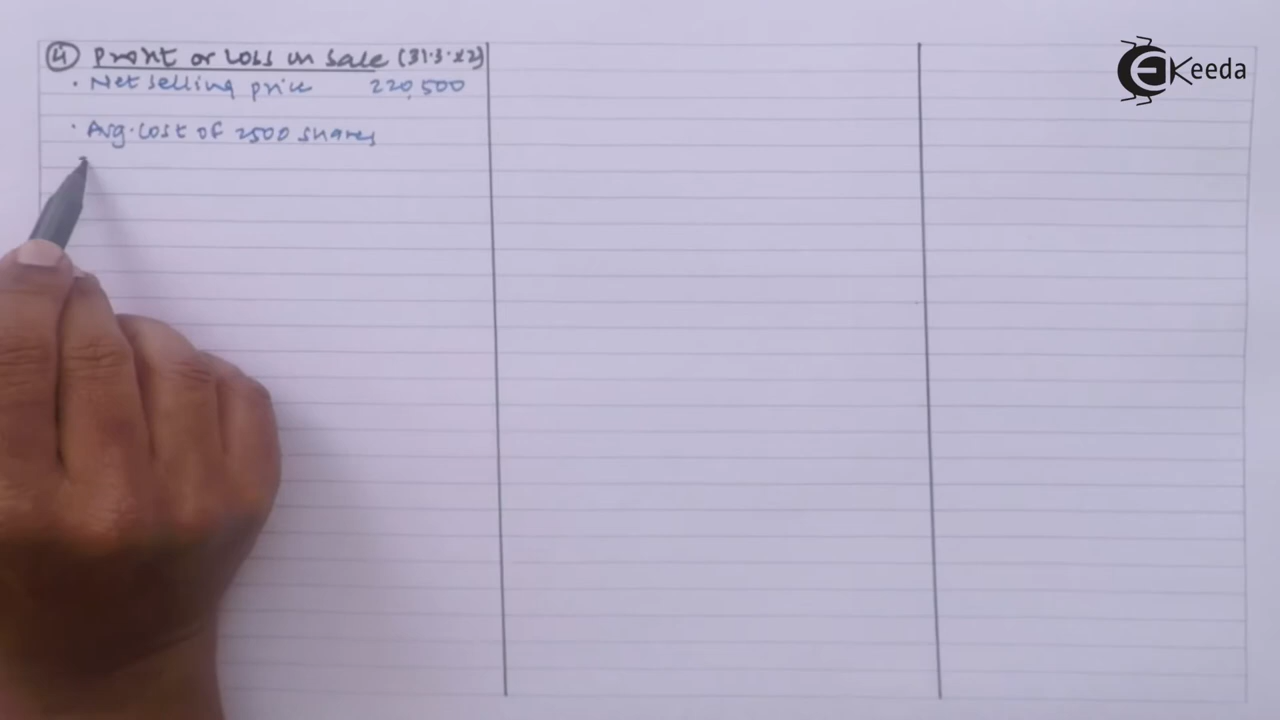 ④ Profit or Loss on Sale (31.3.x2)
• Net selling price 220,500
• Avg. Cost of 2500 shares
EKeeda